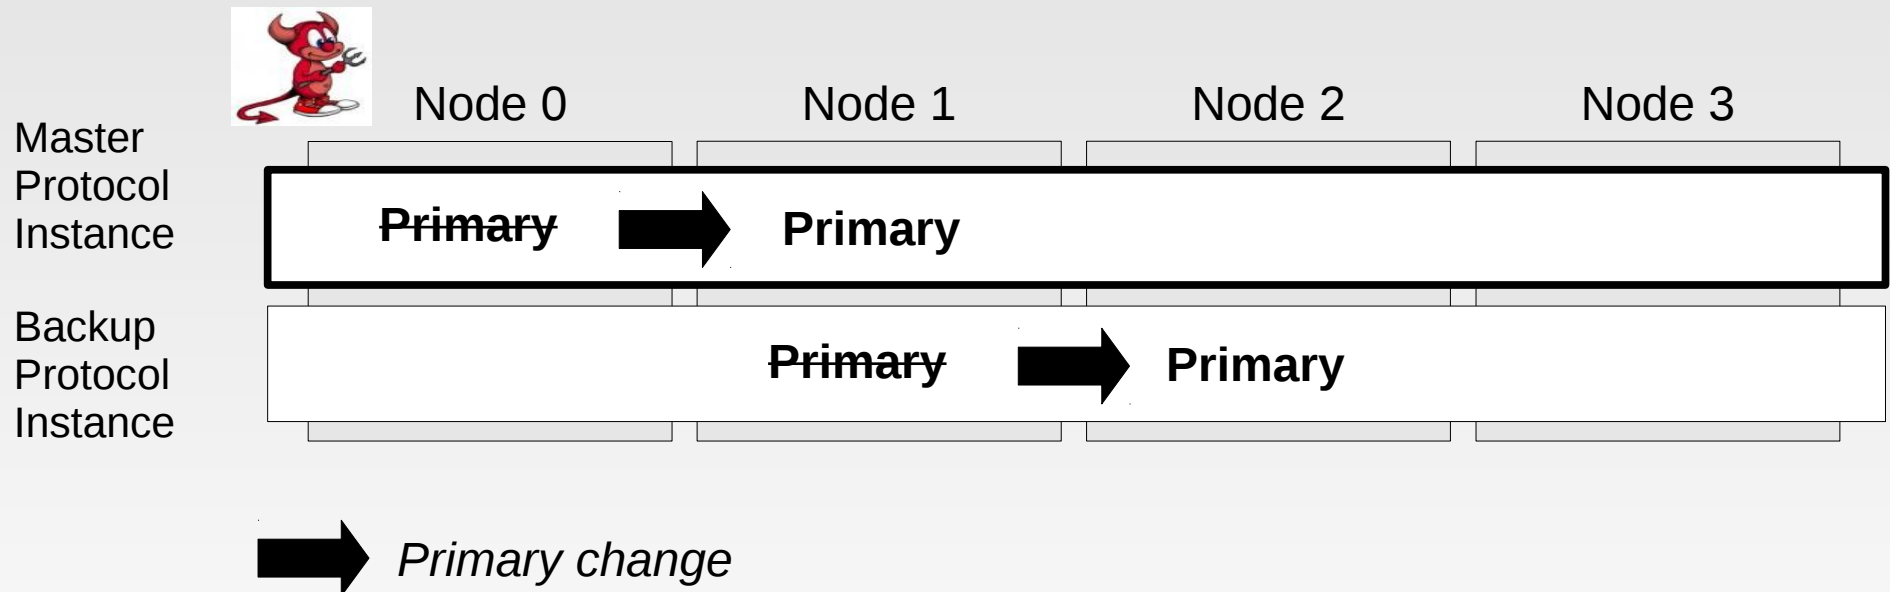 Node 0
Node 1
Node 2
Node 3
Master
Protocol
Instance
Primary
Primary
Backup
Protocol
Instance
Primary
Primary
Primary change